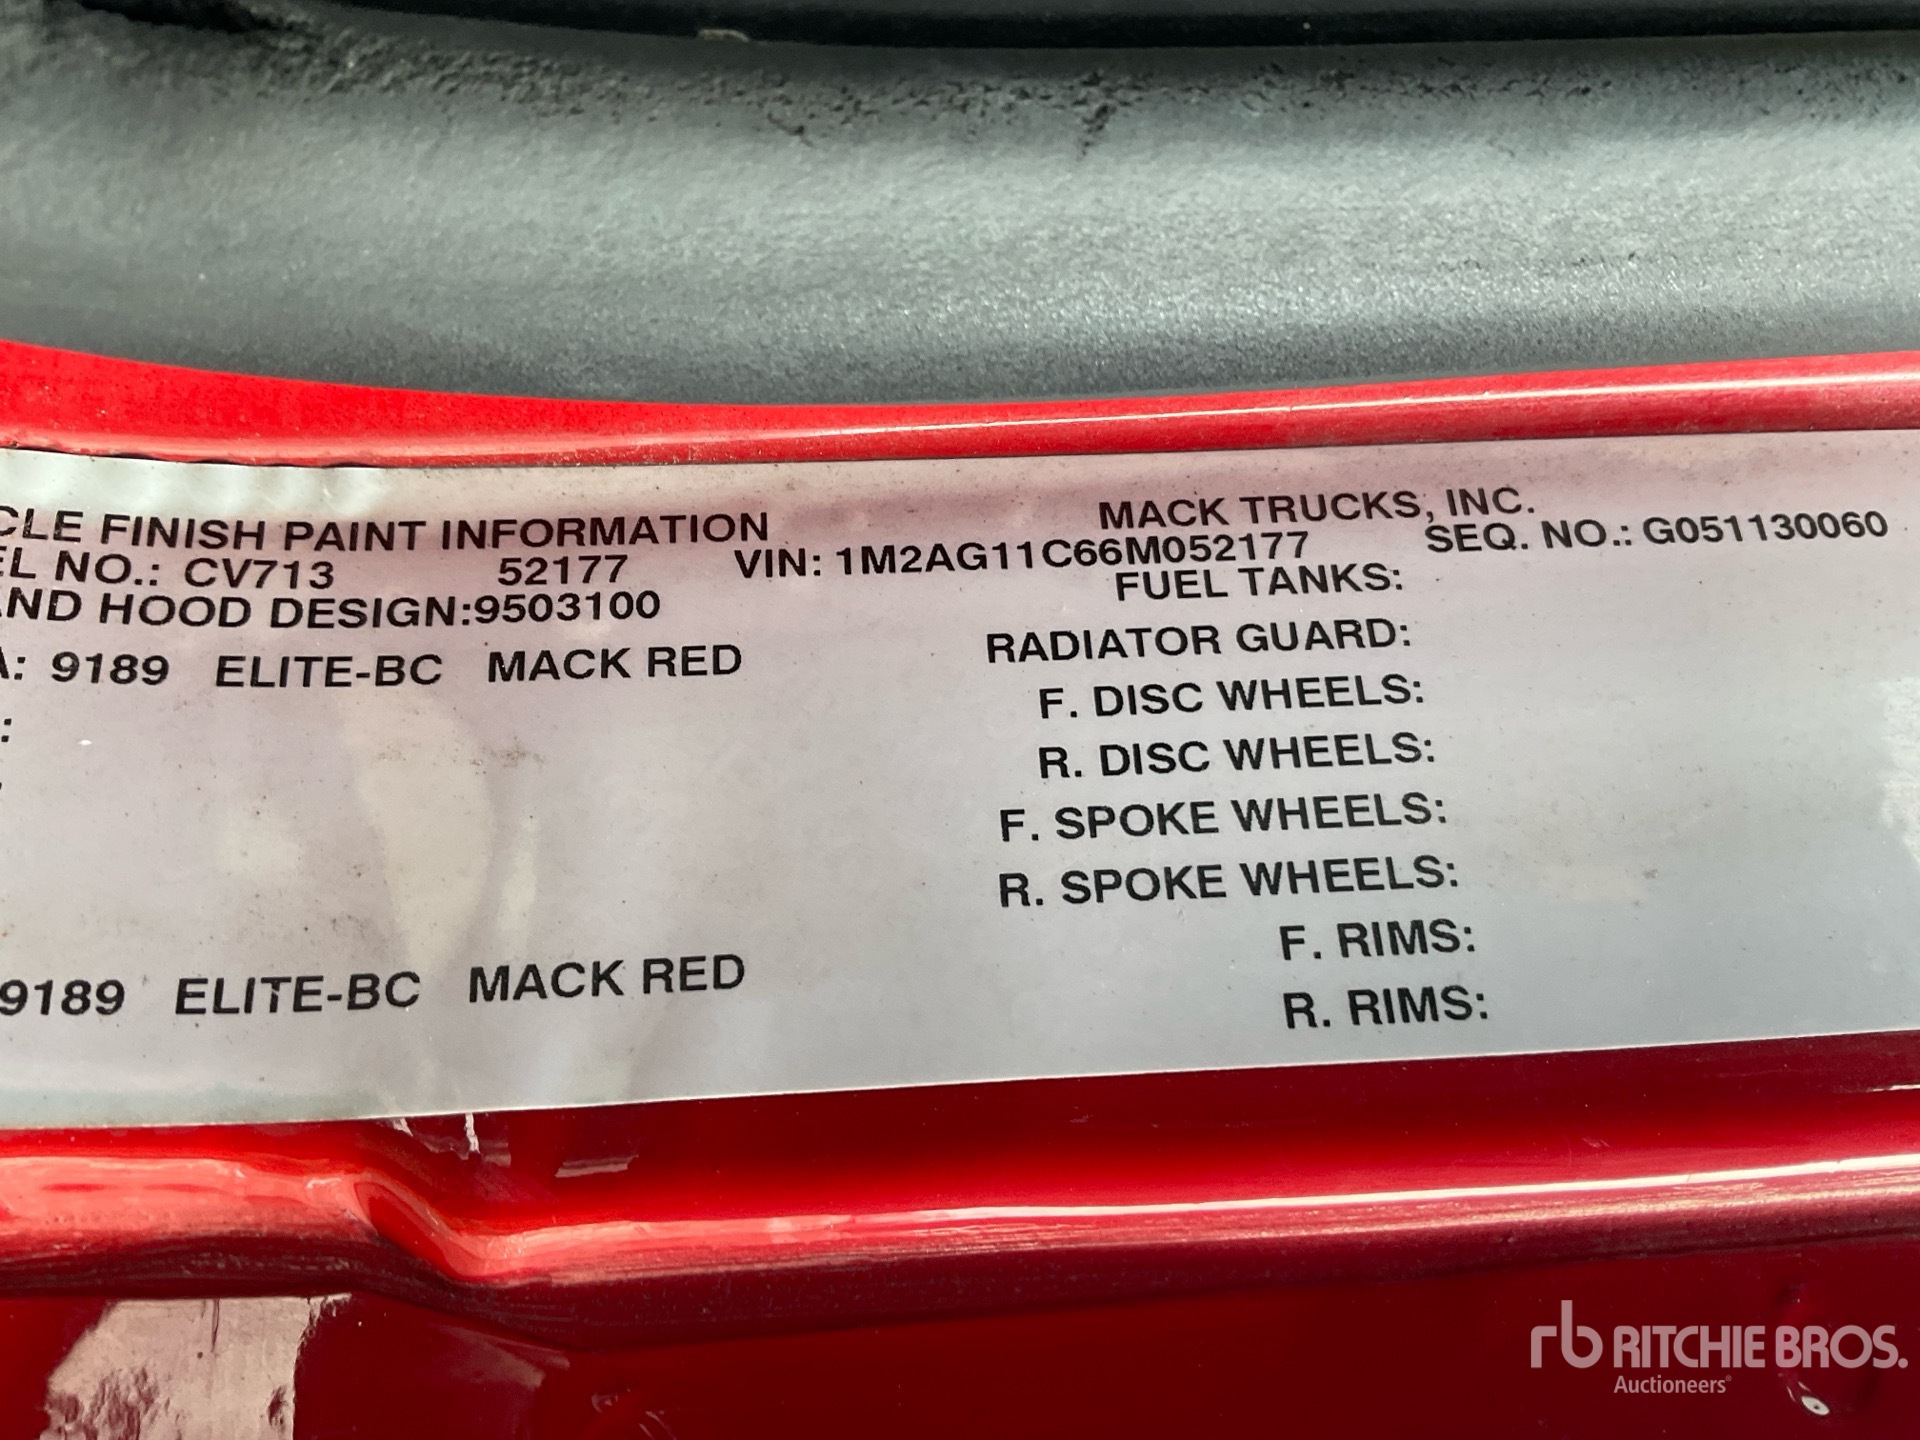 CLE FINISH PAINT INFORMATION MACK TRUCKS, INC.
EL NO.: CV713 52177 VIN: 1M2AG11C66M052177 SEQ. NO.: G051130060
AND HOOD DESIGN:9503100 FUEL TANKS:
A: 9189 ELITE-BC MACK RED RADIATOR GUARD:
: F. DISC WHEELS:
R. DISC WHEELS:
F. SPOKE WHEELS:
R. SPOKE WHEELS:
F. RIMS:
9189 ELITE-BC MACK RED R. RIMS:
rb RITCHIE BROS.
Auctioneers